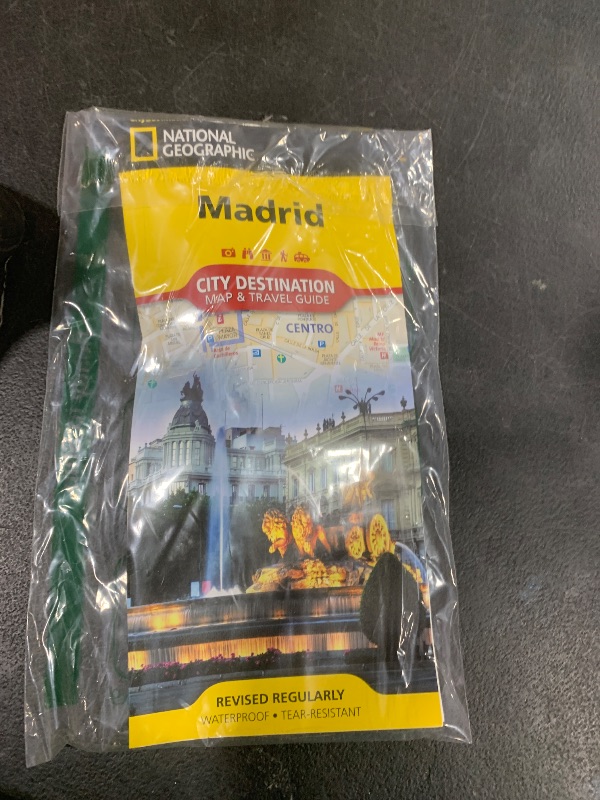 NATIONAL
GEOGRAPHIC
Madrid
CITY DESTINATION
MAP & TRAVEL GUIDE
CENTRO
P
REVISED REGULARLY
WATERPROOF • TEAR-RESISTANT